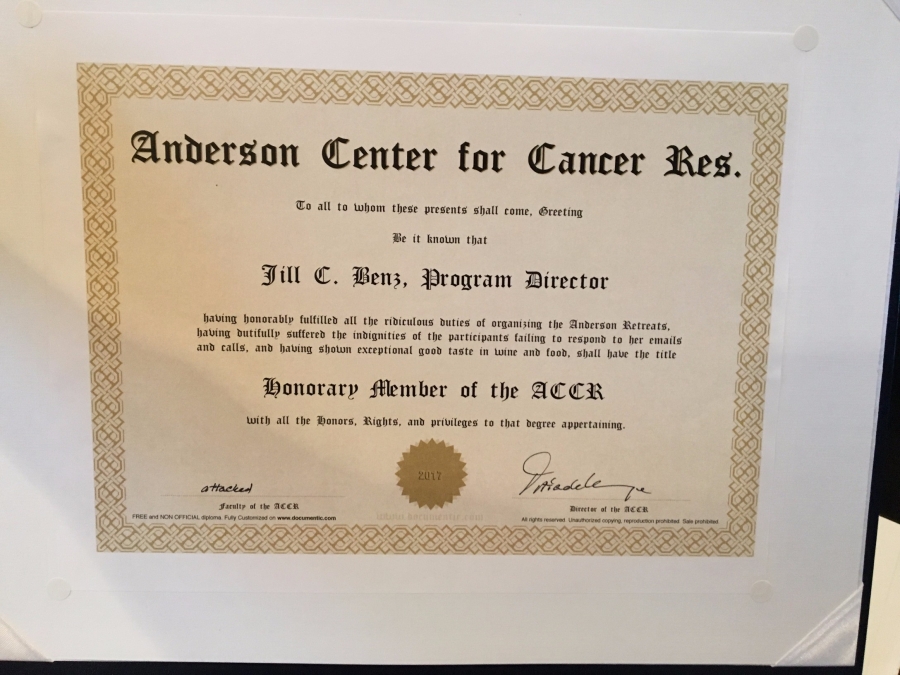 Anderson Center for Cancer Res.
To all to whom these presents shall come, Greeting
Be it known that
Jill C. Benz, Program Director
having honorably fulfilled all the ridiculous duties of organizing the Anderson Retreats,
having dutifully suffered the indignities of the participants failing to respond to her emails
and calls, and having shown exceptional good taste in wine and food, shall have the title
Honorary Member of the ACCR
with all the Honors, Rights, and privileges to that degree appertaining.
2017
attacked
Faculty of the ACCR
Director of the ACCR
FREE and NON OFFICIAL diploma. Fully Customized on www.documentic.com
All rights reserved. Unauthorized copying, reproduction prohibited. Sale prohibited